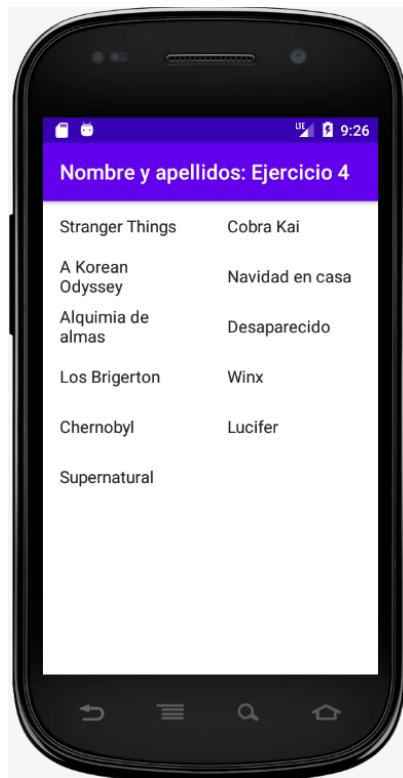 LTE 9:26
Nombre y apellidos: Ejercicio 4
Stranger Things Cobra Kai
A Korean
Odyssey
Navidad en casa
Alquimia de
almas
Desaparecido
Los Brigerton Winx
Chernobyl Lucifer
Supernatural